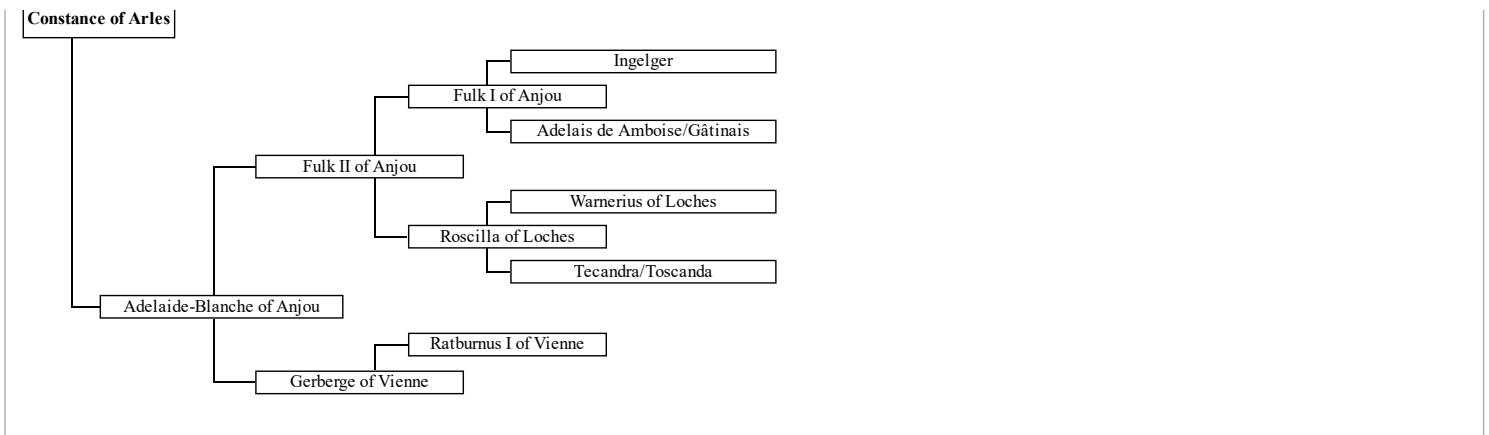 Constance of Arles
Ingelger
Fulk I of Anjou
Adelais de Amboise/Gâtinais
Fulk II of Anjou
Warnerius of Loches
Roscilla of Loches
Tecandra/Toscanda
Adelaide-Blanche of Anjou
Ratburnus I of Vienne
Gerberge of Vienne